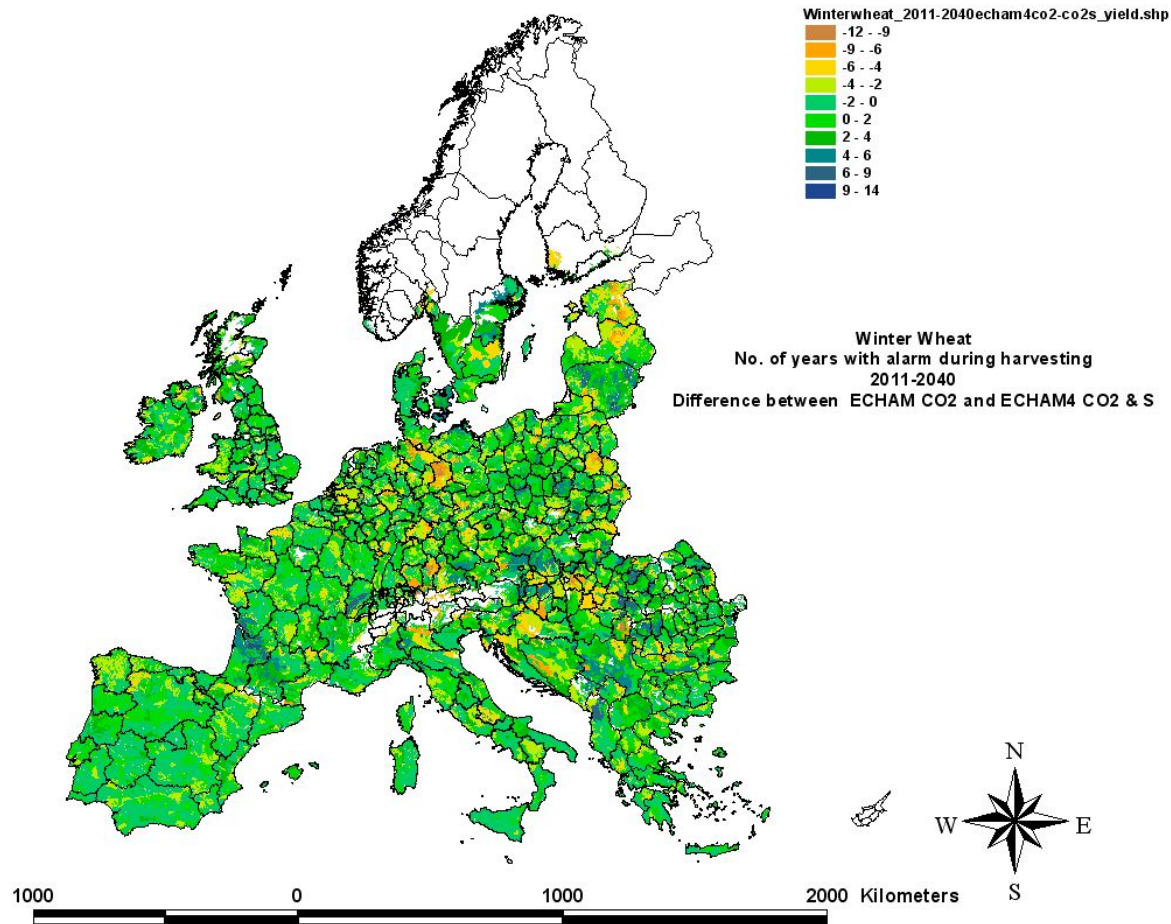 Winterwheat_2011-2040echam4co2-co2s_yield.shp
-12 - -9
-9 - -6
-6 - -4
-4 - -2
-2 - 0
0 - 2
2 - 4
4 - 6
6 - 9
9 - 14
Winter Wheat
No. of years with alarm during harvesting
2011-2040
Difference between ECHAM CO2 and ECHAM4 CO2 & S
N
W E
S
1000 0 1000 2000 Kilometers